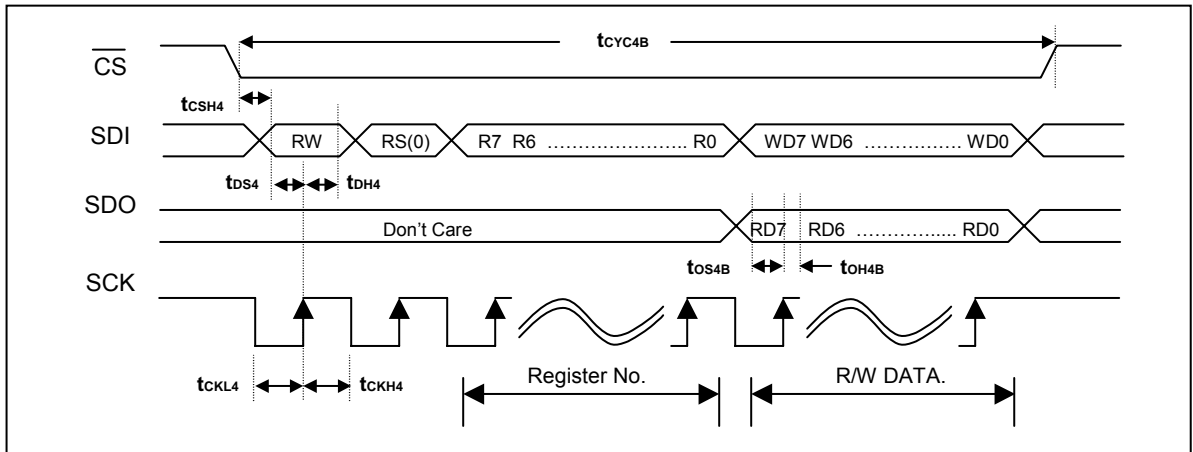 tCYC4B
CS
tCSH4
SDI
RW
RS(0)
R7 R6 ........................ R0
WD7 WD6 ................ WD0
tDS4
tDH4
SDO
Don't Care
RD7
RD6 ................. RD0
tOS4B
tOH4B
SCK
tCKL4
tCKH4
Register No.
R/W DATA.